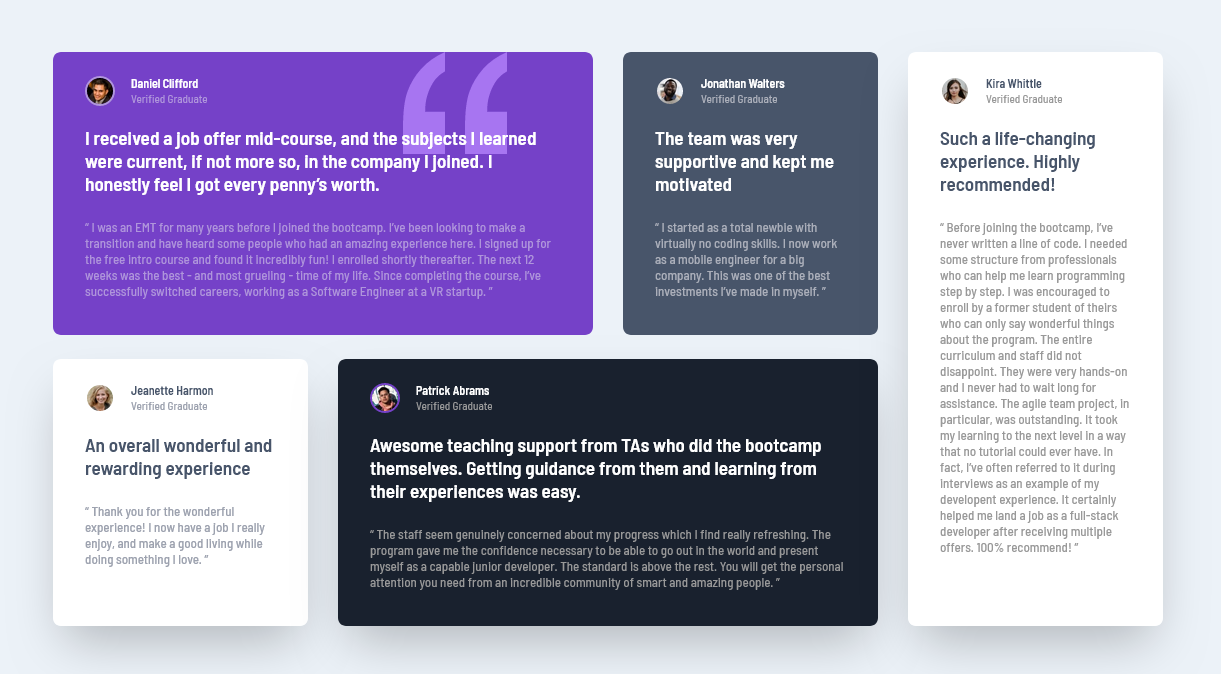 Daniel Clifford
Verified Graduate
I received a job offer mid-course, and the subjects I learned
were current, if not more so, in the company I joined. I
honestly feel I got every penny’s worth.
“ I was an EMT for many years before I joined the bootcamp. I’ve been looking to make a
transition and have heard some people who had an amazing experience here. I signed up for
the free intro course and found it incredibly fun! I enrolled shortly thereafter. The next 12
weeks was the best - and most grueling - time of my life. Since completing the course, I’ve
successfully switched careers, working as a Software Engineer at a VR startup. ”
Jonathan Walters
Verified Graduate
The team was very
supportive and kept me
motivated
“ I started as a total newbie with
virtually no coding skills. I now work
as a mobile engineer for a big
company. This was one of the best
investments I’ve made in myself. ”
Kira Whittle
Verified Graduate
Such a life-changing
experience. Highly
recommended!
“ Before joining the bootcamp, I’ve
never written a line of code. I needed
some structure from professionals
who can help me learn programming
step by step. I was encouraged to
enroll by a former student of theirs
who can only say wonderful things
about the program. The entire
curriculum and staff did not
disappoint. They were very hands-on
and I never had to wait long for
assistance. The agile team project, in
particular, was outstanding. It took
my learning to the next level in a way
that no tutorial could ever have. In
fact, I’ve often referred to it during
interviews as an example of my
developent experience. It certainly
helped me land a job as a full-stack
developer after receiving multiple
offers. 100% recommend! ”
Jeanette Harmon
Verified Graduate
An overall wonderful and
rewarding experience
“ Thank you for the wonderful
experience! I now have a job I really
enjoy, and make a good living while
doing something I love. ”
Patrick Abrams
Verified Graduate
Awesome teaching support from TAs who did the bootcamp
themselves. Getting guidance from them and learning from
their experiences was easy.
“ The staff seem genuinely concerned about my progress which I find really refreshing. The
program gave me the confidence necessary to be able to go out in the world and present
myself as a capable junior developer. The standard is above the rest. You will get the personal
attention you need from an incredible community of smart and amazing people. ”